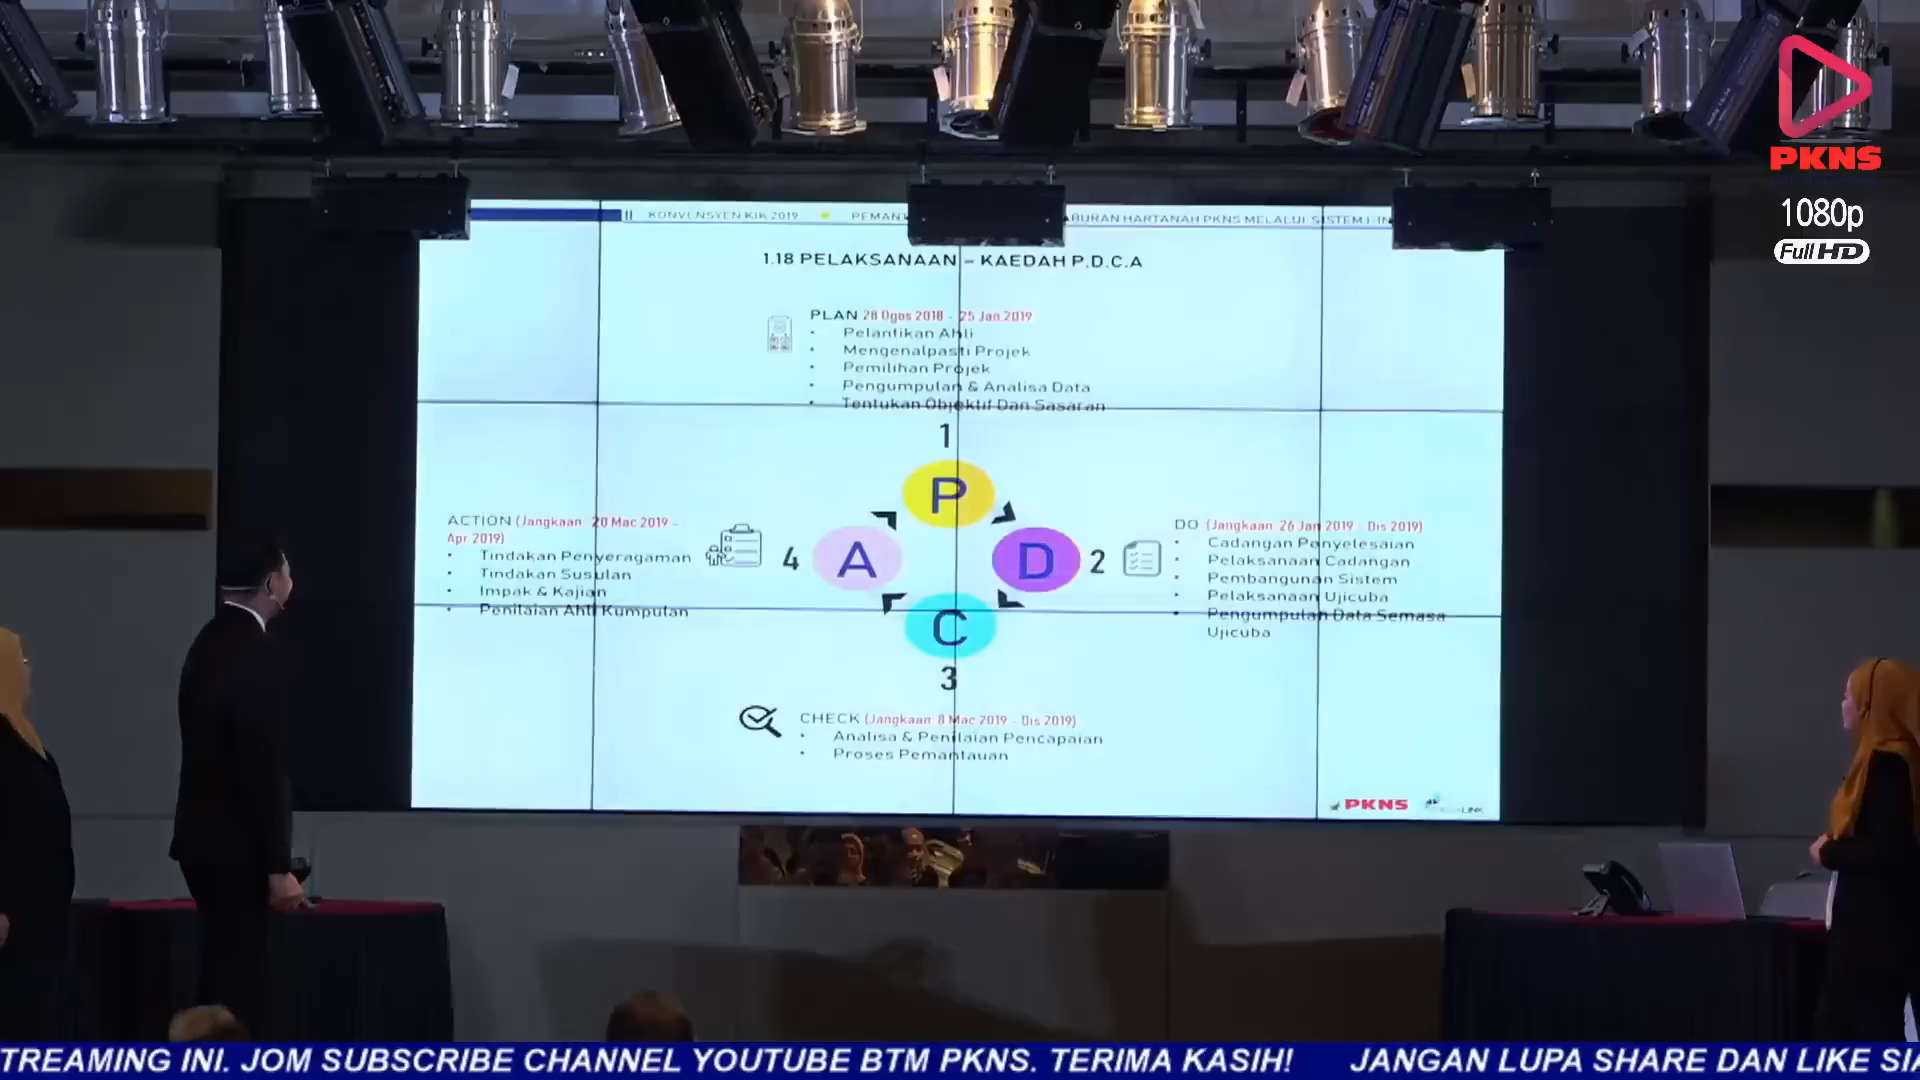 KONVENSYEN KIK 2019
BURAN HARTANAH PKNS MELALUI SISTEM
1.18 PELAKSANAAN – KAEDAH P.D.C.A
PLAN 28 Ogos 2018 - 25 Jan 2019
• Pelantikan Ahli
• Mengenalpasti Projek
• Pemilihan Projek
• Pengumpulan & Analisa Data
• Tentukan Objektif Dan Sasaran
1
P
ACTION (Jangkaan 20 Mac 2019 –
Apr 2019)
• Tindakan Penyeragaman
• Tindakan Susulan
• Impak & Kajian
• Penilaian Ahli Kumpulan
4
A
D
2
DO (Jangkaan 26 Jan 2019 - Dis 2019)
• Cadangan Penyelesaian
• Pelaksanaan Cadangan
• Pembangunan Sistem
• Pelaksanaan Ujicuba
• Pengumpulan Data Semasa
Ujicuba
C
3
CHECK (Jangkaan 8 Mac 2019 - Dis 2019)
• Analisa & Penilaian Pencapaian
• Proses Pemantauan
PKNS
PKNS
1080p
Full HD
TREAMING INI. JOM SUBSCRIBE CHANNEL YOUTUBE BTM PKNS. TERIMA KASIH! JANGAN LUPA SHARE DAN LIKE SIA